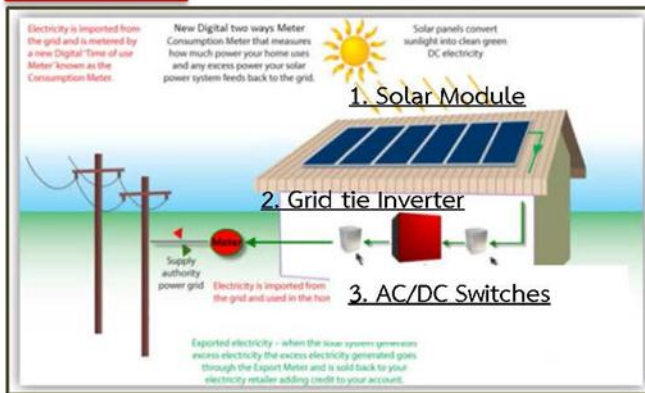 Electricity is imported from
the grid and is metered by
a new Digital 'Time of use
Meter' known as the
Consumption Meter.
New Digital two ways Meter
Consumption Meter that measures
how much power your home uses
and any excess power your solar
power system feeds back to the grid.
Solar panels convert
sunlight into clean green
DC electricity
1. Solar Module
2. Grid tie Inverter
Meter
Supply
authority
power grid
Electricity is imported from
the grid and used in the
3. AC/DC Switches
Exported electricity – when the solar system generates
excess electricity the excess electricity generated goes
through the Export Meter and is sold back to your
electricity retailer adding credit to your account.